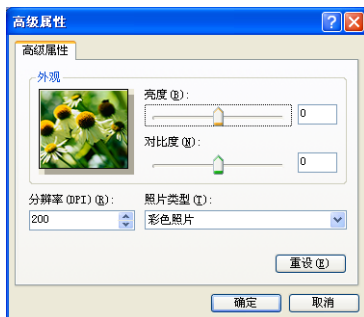 高级属性
高级属性
外观
亮度(B):
0
对比度(N):
0
分辨率(DPI)(R):
照片类型(T):
200
彩色照片
重设(E)
确定
取消